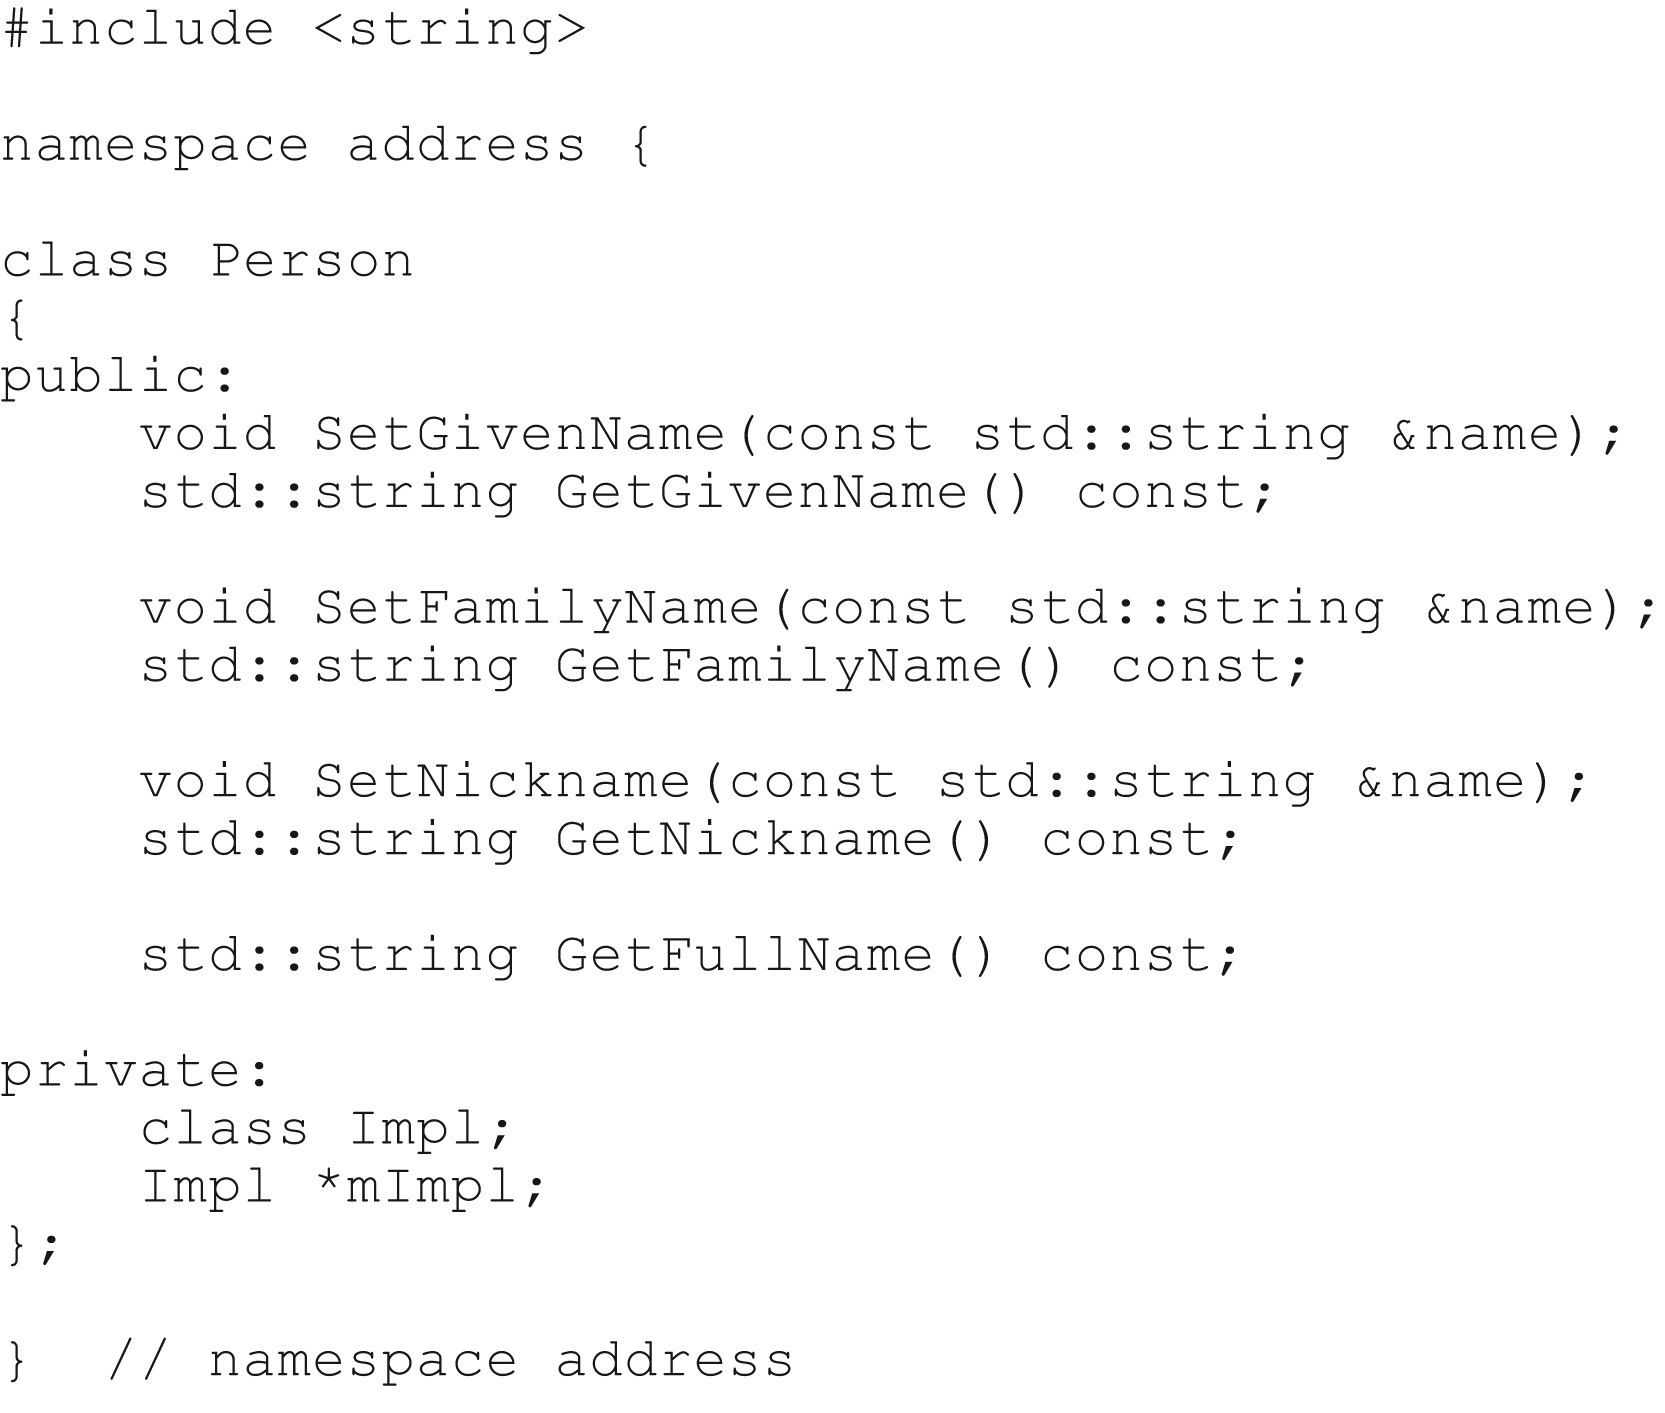 #include <string>

namespace address {

class Person
{
public:
    void SetGivenName(const std::string &name);
    std::string GetGivenName() const;

    void SetFamilyName(const std::string &name);
    std::string GetFamilyName() const;

    void SetNickname(const std::string &name);
    std::string GetNickname() const;

    std::string GetFullName() const;

private:
    class Impl;
    Impl *mImpl;
};

}  // namespace address